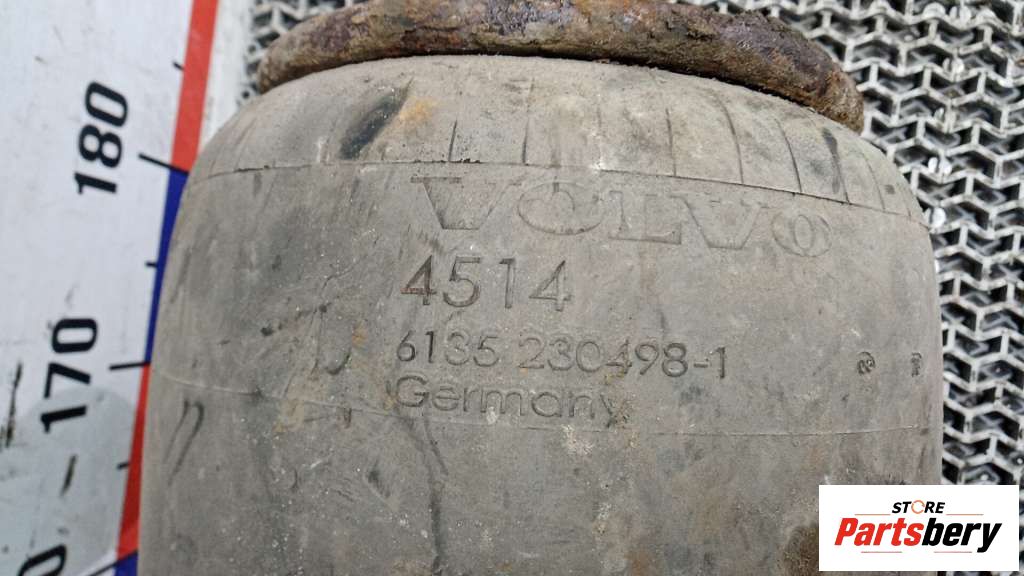 180
170
VOLVO
4514
6135 230498-1
Germany
STORE
Partsbery